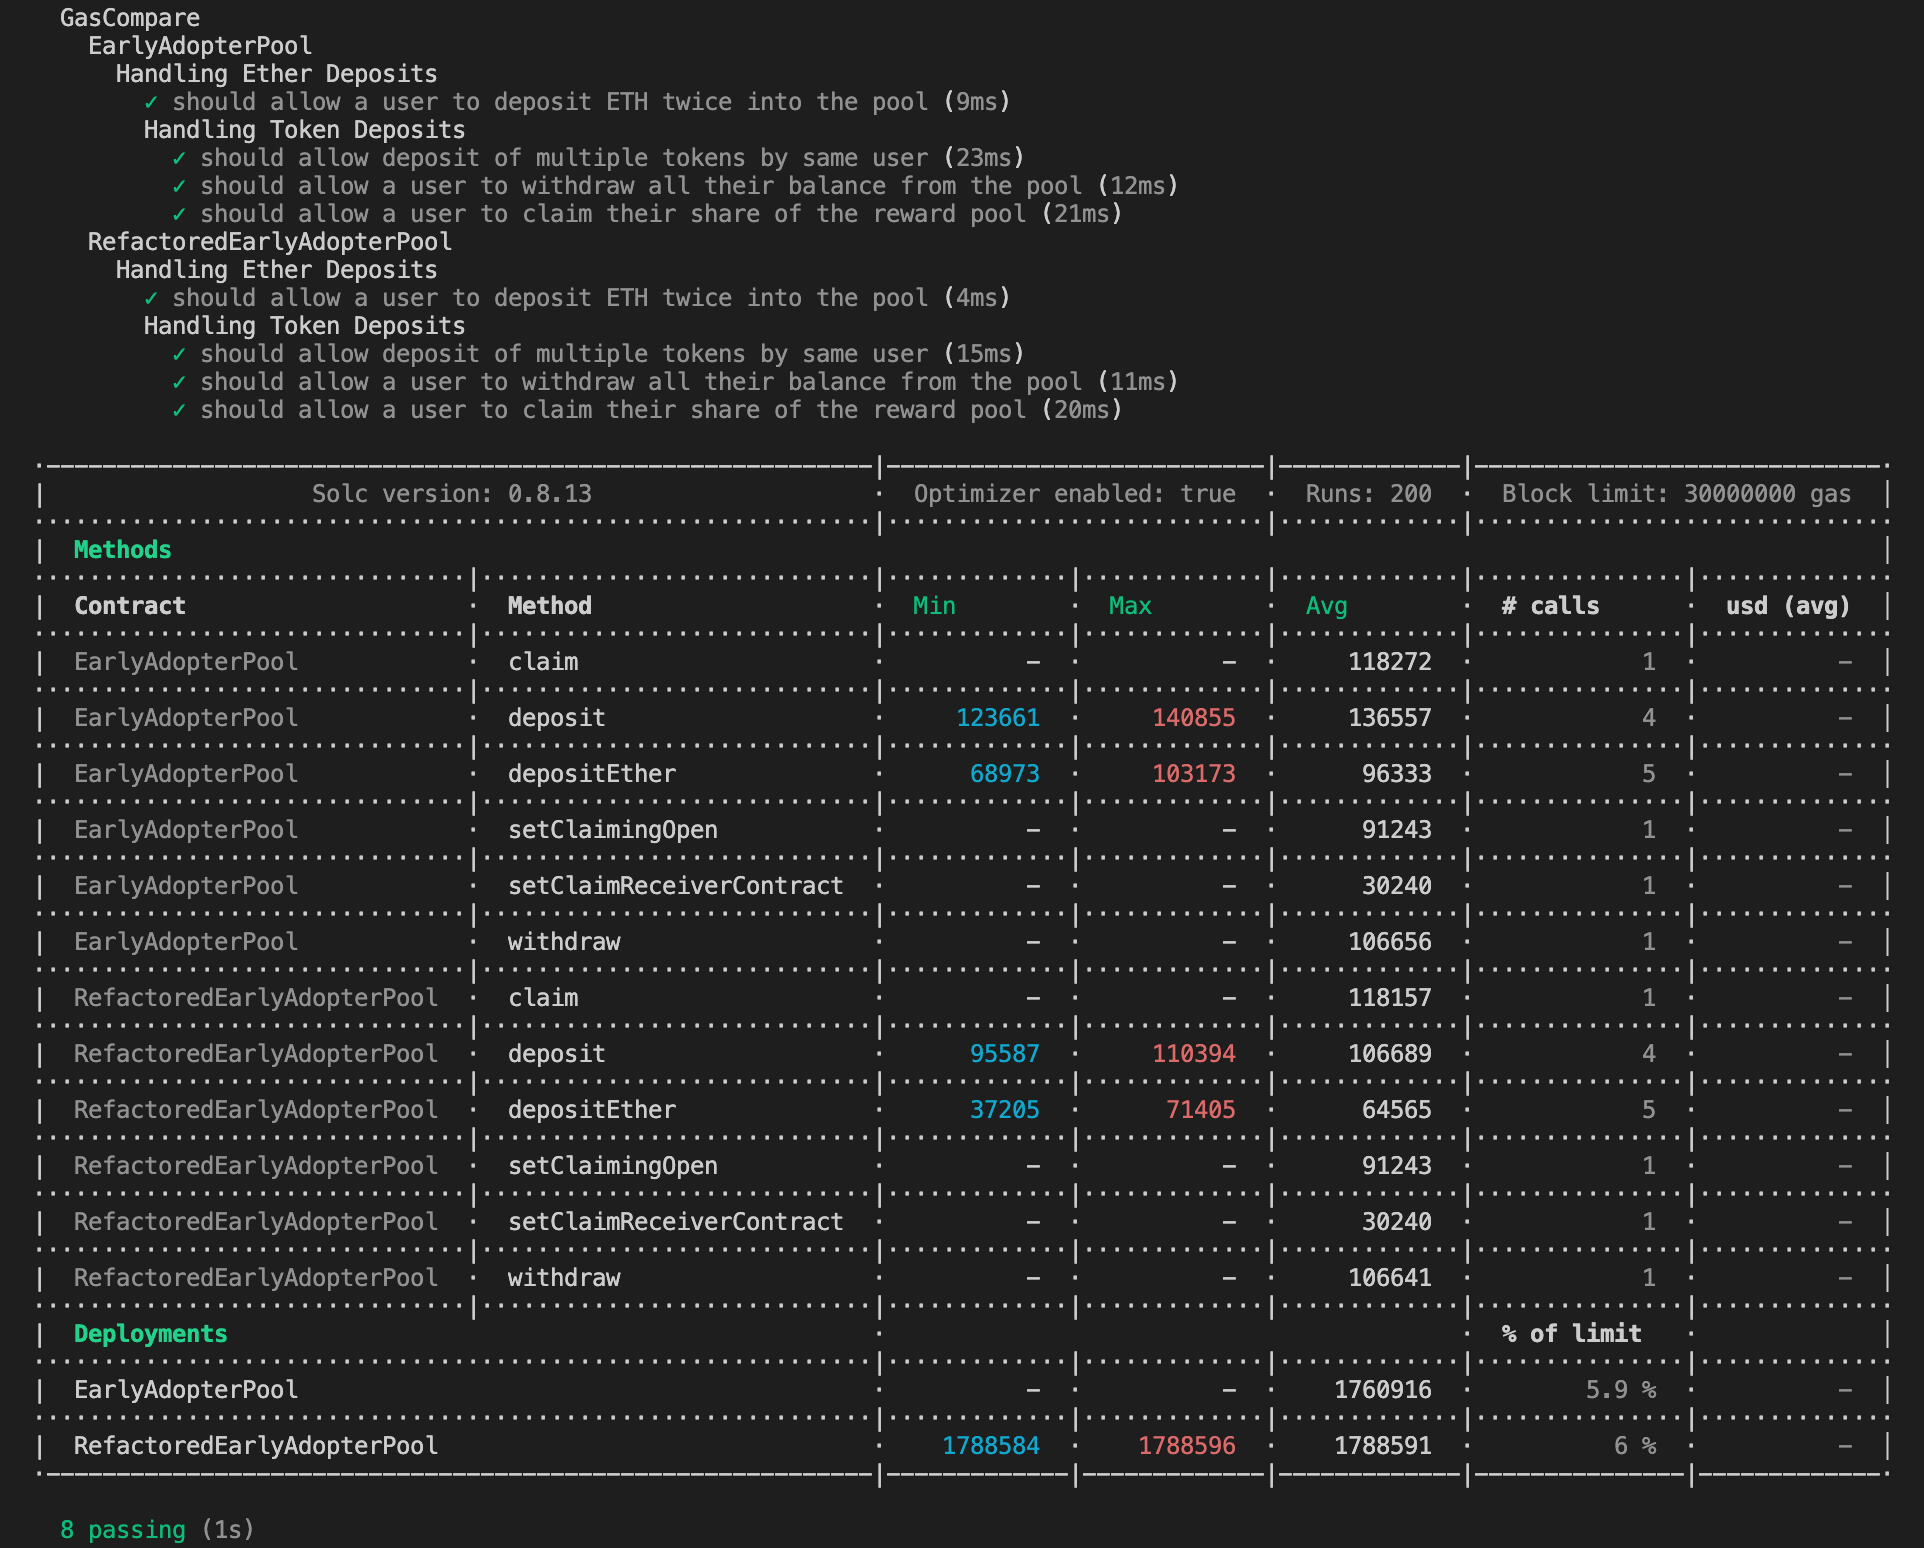 GasCompare
EarlyAdopterPool
Handling Ether Deposits
✓ should allow a user to deposit ETH twice into the pool (9ms)
Handling Token Deposits
✓ should allow deposit of multiple tokens by same user (23ms)
✓ should allow a user to withdraw all their balance from the pool (12ms)
✓ should allow a user to claim their share of the reward pool (21ms)
RefactoredEarlyAdopterPool
Handling Ether Deposits
✓ should allow a user to deposit ETH twice into the pool (4ms)
Handling Token Deposits
✓ should allow deposit of multiple tokens by same user (15ms)
✓ should allow a user to withdraw all their balance from the pool (11ms)
✓ should allow a user to claim their share of the reward pool (20ms)
Solc version: 0.8.13 · Optimizer enabled: true · Runs: 200 · Block limit: 30000000 gas
Methods
Contract · Method · Min · Max · Avg · # calls · usd (avg)
EarlyAdopterPool · claim · - · - · 118272 · 1 · -
EarlyAdopterPool · deposit · 123661 · 140855 · 136557 · 4 · -
EarlyAdopterPool · depositEther · 68973 · 103173 · 96333 · 5 · -
EarlyAdopterPool · setClaimingOpen · - · - · 91243 · 1 · -
EarlyAdopterPool · setClaimReceiverContract · - · - · 30240 · 1 · -
EarlyAdopterPool · withdraw · - · - · 106656 · 1 · -
RefactoredEarlyAdopterPool · claim · - · - · 118157 · 1 · -
RefactoredEarlyAdopterPool · deposit · 95587 · 110394 · 106689 · 4 · -
RefactoredEarlyAdopterPool · depositEther · 37205 · 71405 · 64565 · 5 · -
RefactoredEarlyAdopterPool · setClaimingOpen · - · - · 91243 · 1 · -
RefactoredEarlyAdopterPool · setClaimReceiverContract · - · - · 30240 · 1 · -
RefactoredEarlyAdopterPool · withdraw · - · - · 106641 · 1 · -
Deployments · · % of limit ·
EarlyAdopterPool · - · - · 1760916 · 5.9 % · -
RefactoredEarlyAdopterPool · 1788584 · 1788596 · 1788591 · 6 % · -
8 passing (1s)